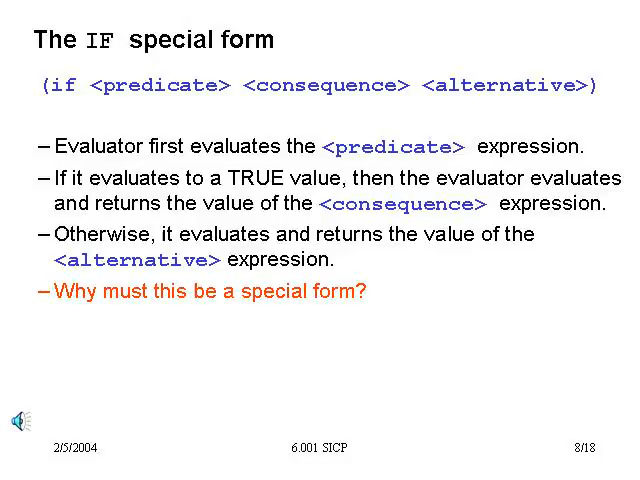 The IF special form
(if <predicate> <consequence> <alternative>)
– Evaluator first evaluates the <predicate> expression.
– If it evaluates to a TRUE value, then the evaluator evaluates
and returns the value of the <consequence> expression.
– Otherwise, it evaluates and returns the value of the
<alternative> expression.
– Why must this be a special form?
2/5/2004 6.001 SICP 8/18